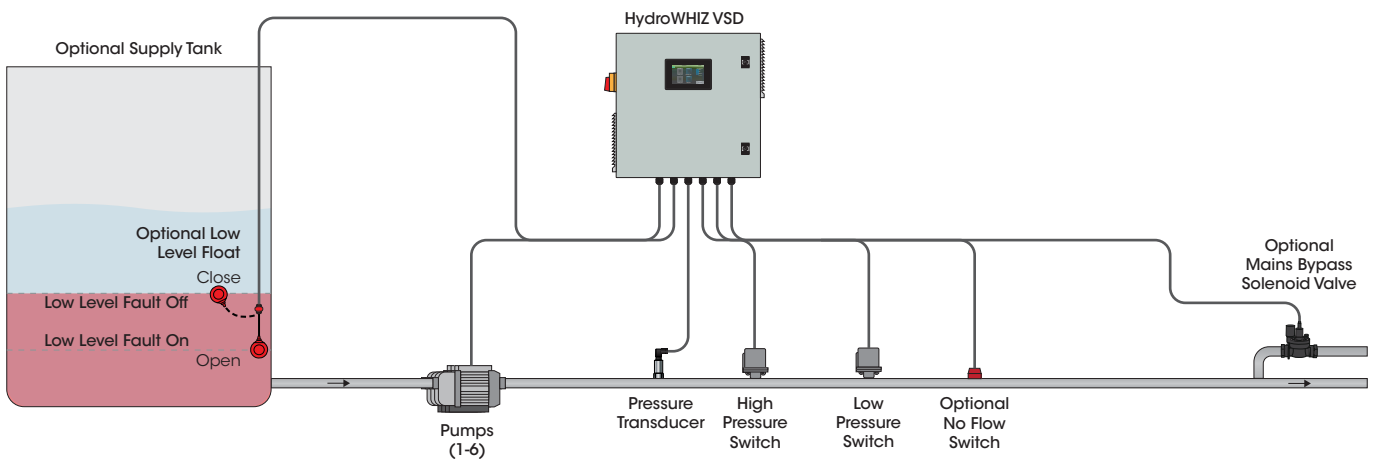 HydroWHIZ VSD
Optional Supply Tank
Optional Low
Level Float
Close
Low Level Fault Off
Low Level Fault On
Open
Optional
Mains Bypass
Solenoid Valve
Pumps
(1-6)
Pressure
Transducer
High
Pressure
Switch
Low
Pressure
Switch
Optional
No Flow
Switch